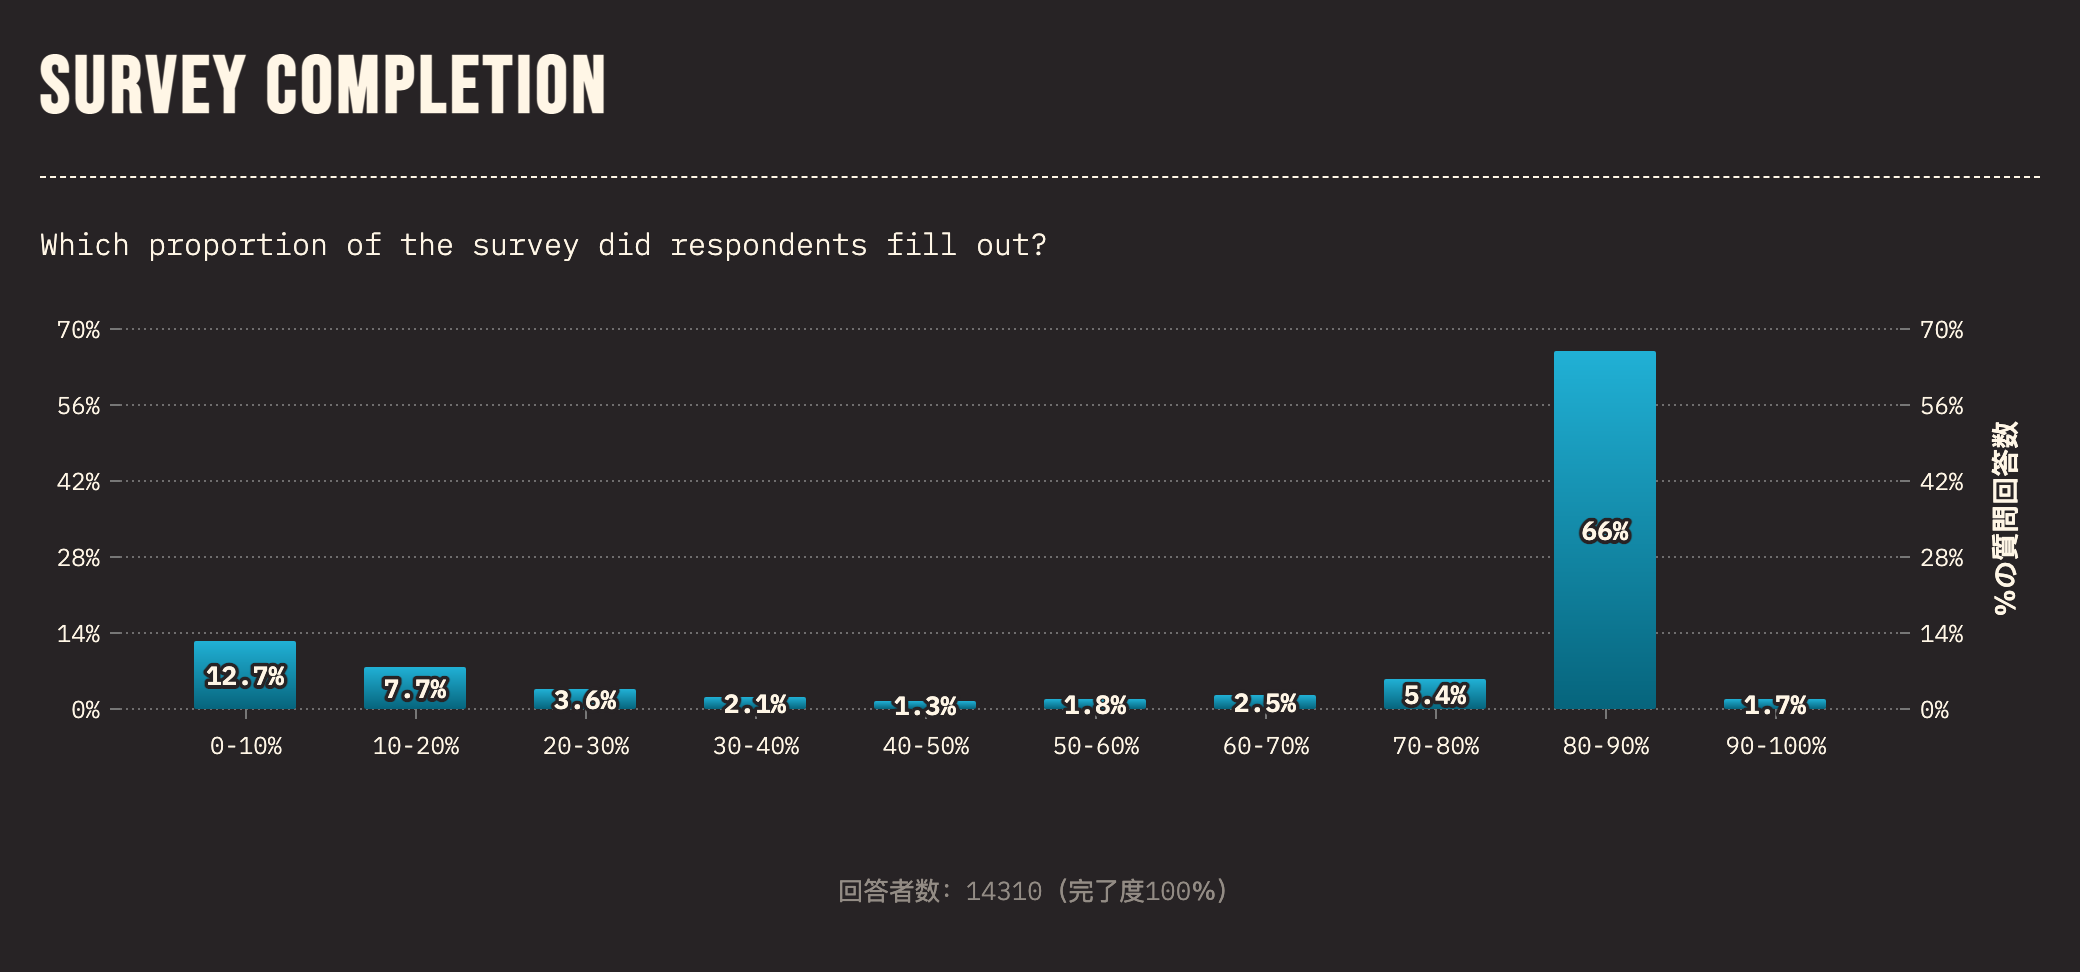 SURVEY COMPLETION
Which proportion of the survey did respondents fill out?
70% 70%
56% 56%
42% 42%
28% 28%
14% 14%
0% 0%
%の質問回答数
12.7% 7.7% 3.6% 2.1% 1.3% 1.8% 2.5% 5.4% 66% 1.7%
0-10% 10-20% 20-30% 30-40% 40-50% 50-60% 60-70% 70-80% 80-90% 90-100%
回答者数: 14310 (完了度100%)